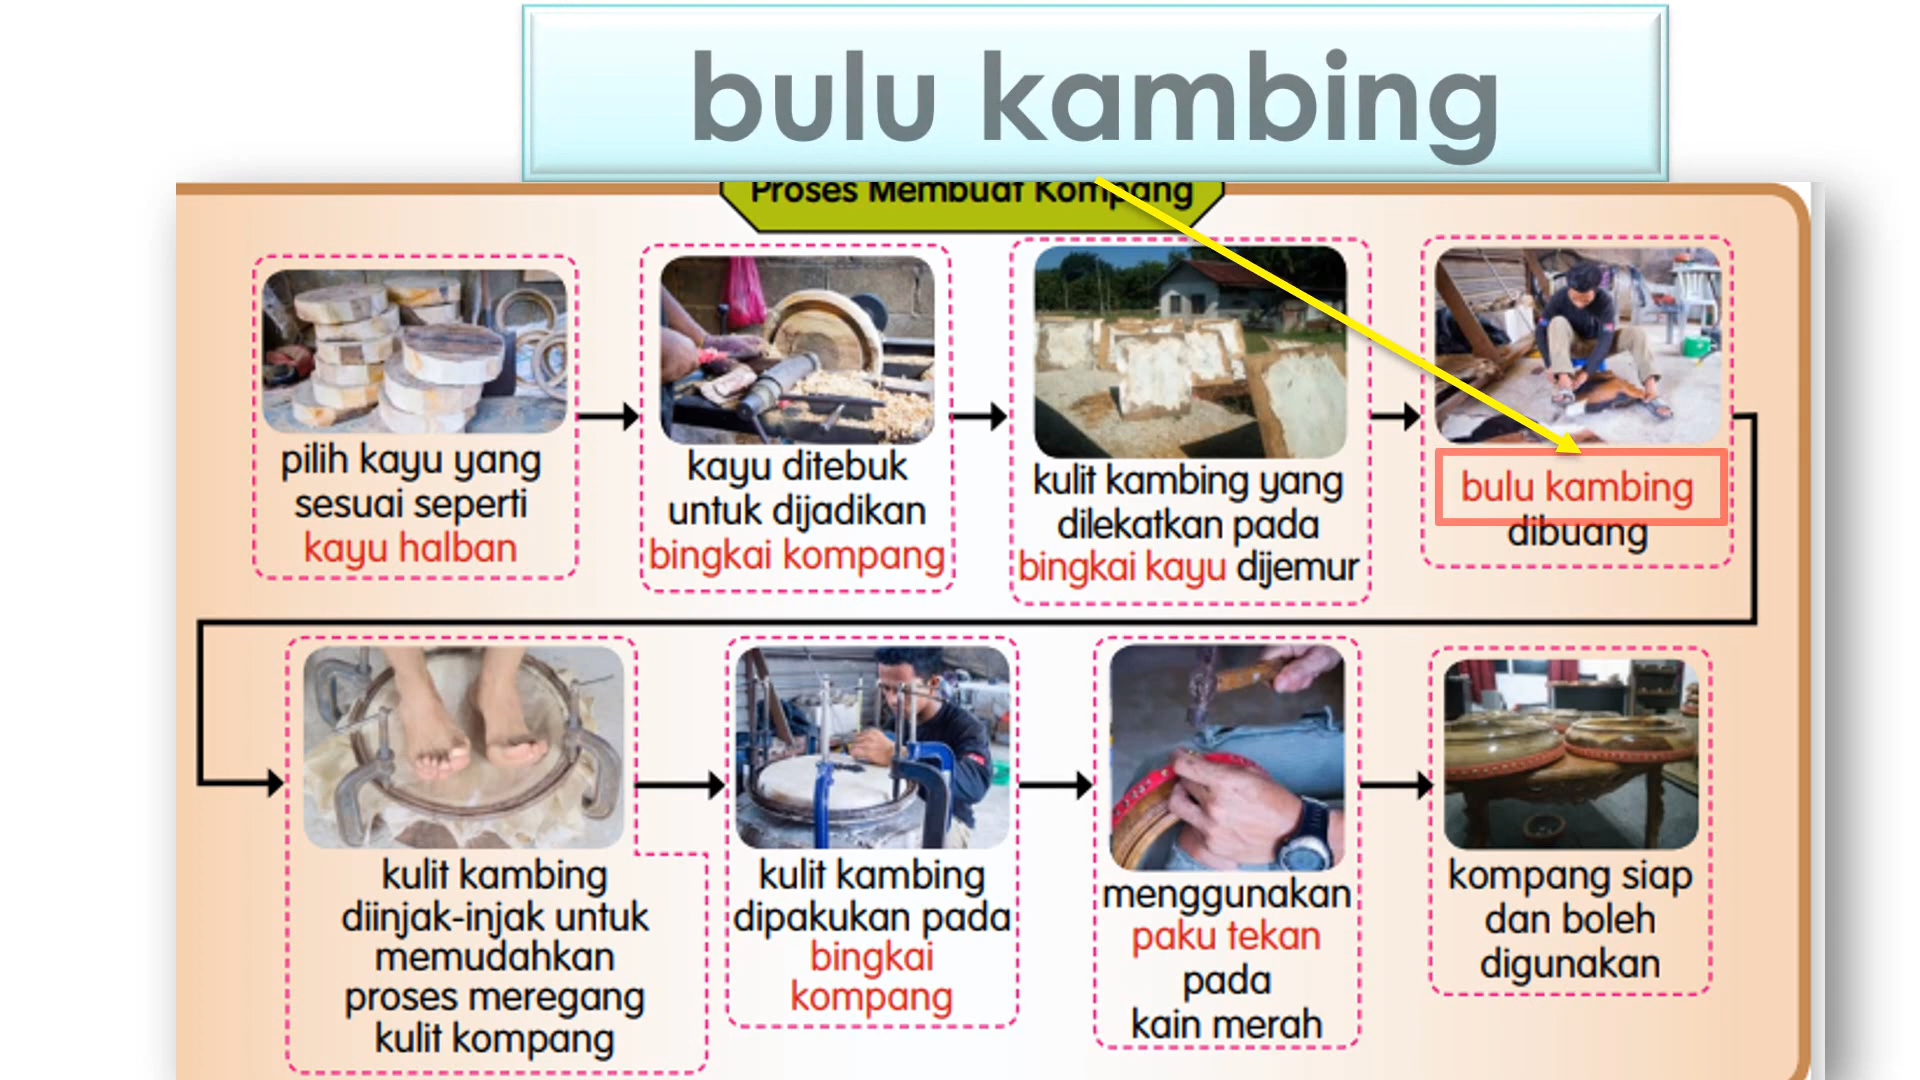 bulu kambing
Proses Membuat Kompang
pilih kayu yang
sesuai seperti
kayu halban
kayu ditebuk
untuk dijadikan
bingkai kompang
kulit kambing yang
dilekatkan pada
bingkai kayu dijemur
bulu kambing
dibuang
kulit kambing
diinjak-injak untuk
memudahkan
proses meregang
kulit kompang
kulit kambing
dipakukan pada
bingkai
kompang
menggunakan
paku tekan
pada
kain merah
kompang siap
dan boleh
digunakan